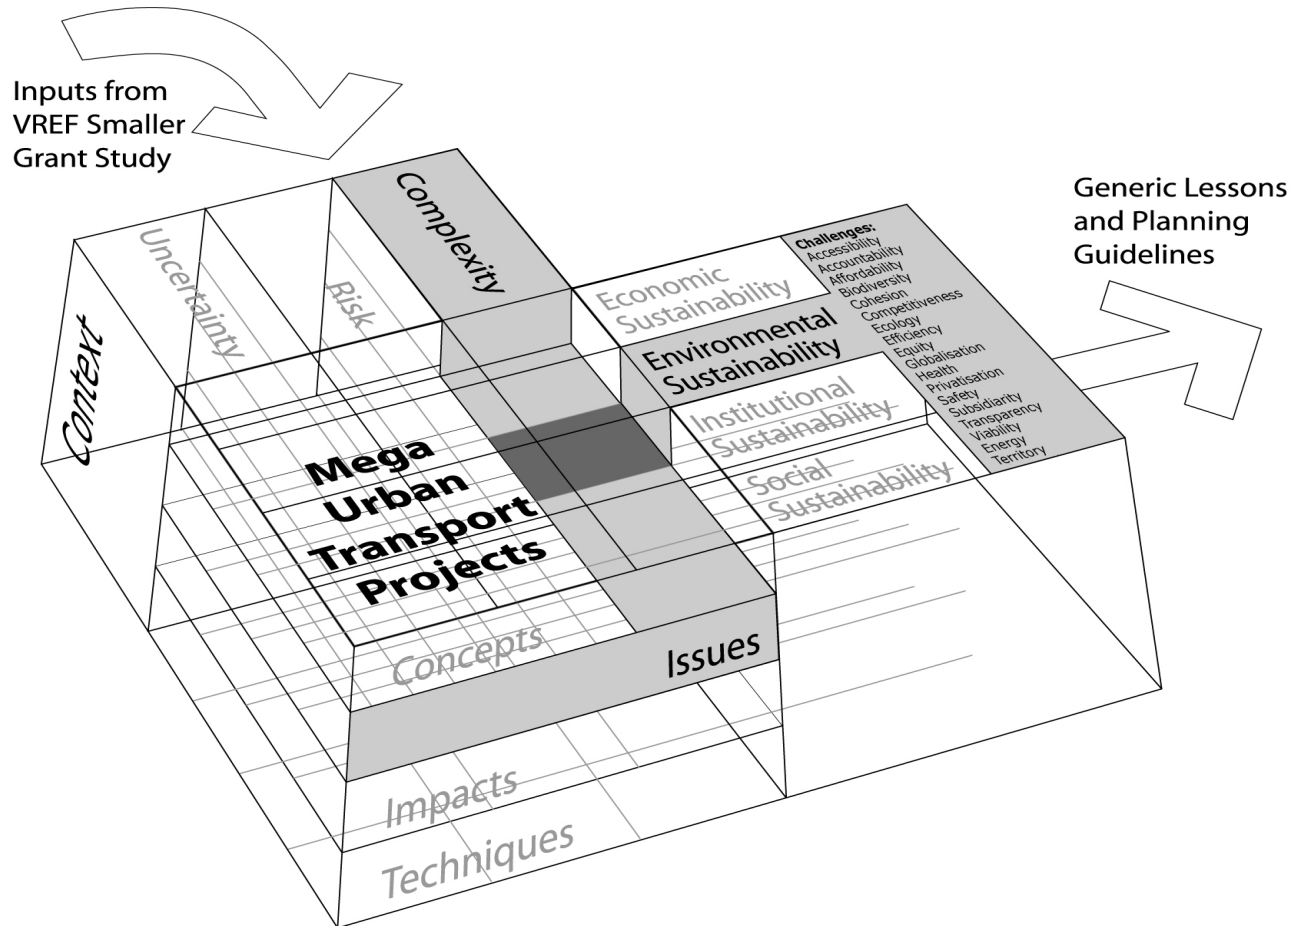 Inputs from
VREF Smaller
Grant Study
Complexity
Uncertainty
Risk
Context
Generic Lessons
and Planning
Guidelines
Economic
Sustainability
Environmental
Sustainability
Institutional
Sustainability
Social
Sustainability
Challenges:
Accessibility
Accountability
Affordability
Biodiversity
Cohesion
Competitiveness
Ecology
Efficiency
Equity
Globalisation
Health
Privatisation
Safety
Subsidiarity
Transparency
Viability
Energy
Territory
Mega
Urban
Transport
Projects
Concepts
Issues
Impacts
Techniques